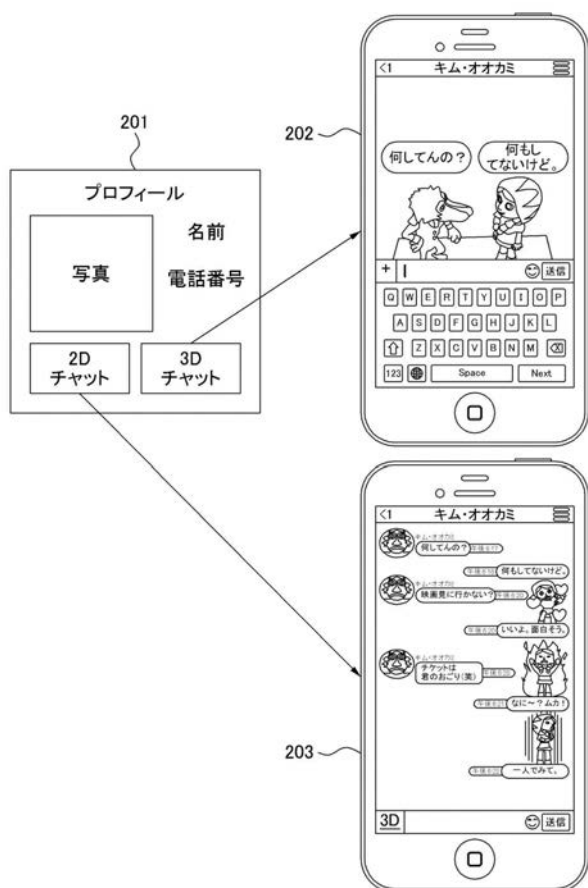 201
プロフィール
写真
名前
電話番号
2D
チャット
3D
チャット
202
<1
キム・オオカミ
何してんの?
何もし
てないけど。
+
送信
Q W E R T Y U I O P
A S D F G H J K L
Z X C V B N M
123
Space
Next
203
<1
キム・オオカミ
キム・オオカミ
何してんの?
何もしてないけど。
キム・オオカミ
映画見に行かない?
いいよ。面白そう。
キム・オオカミ
チケットは
君のおごり(笑)
なに〜?ムカ!
一人でみて。
3D
送信